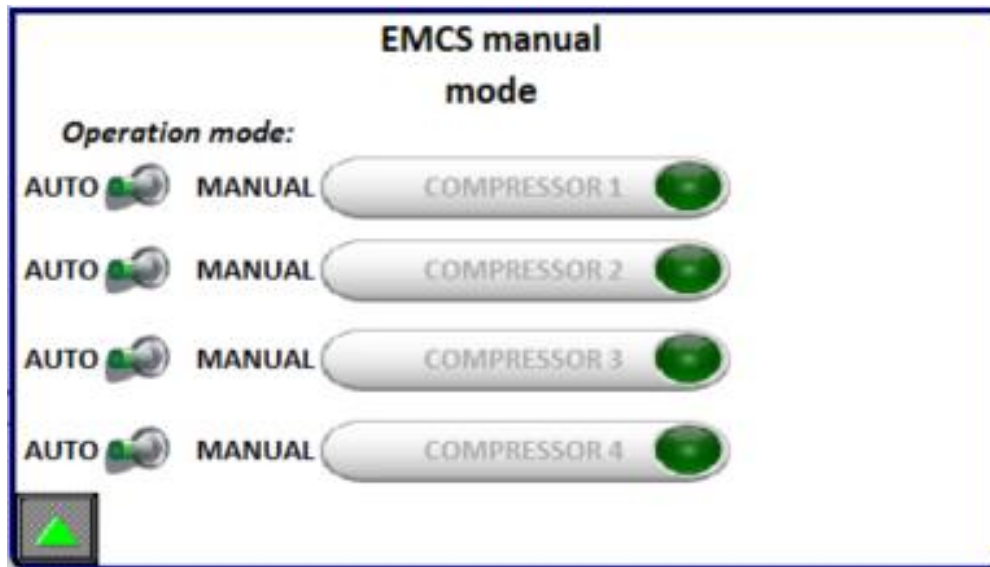 EMCS manual
mode
Operation mode:
AUTO MANUAL COMPRESSOR 1
AUTO MANUAL COMPRESSOR 2
AUTO MANUAL COMPRESSOR 3
AUTO MANUAL COMPRESSOR 4